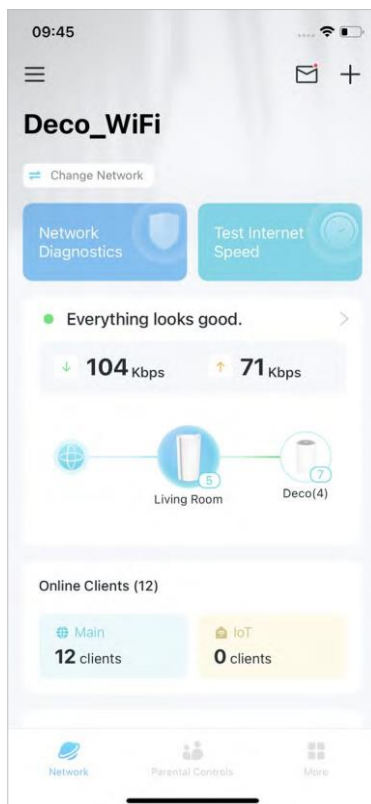 09:45
Deco_WiFi
Change Network
Network
Diagnostics
Test Internet
Speed
Everything looks good.
104 Kbps
71 Kbps
5
7
Living Room
Deco(4)
Online Clients (12)
Main
12 clients
IoT
0 clients
Network
Parental Controls
More